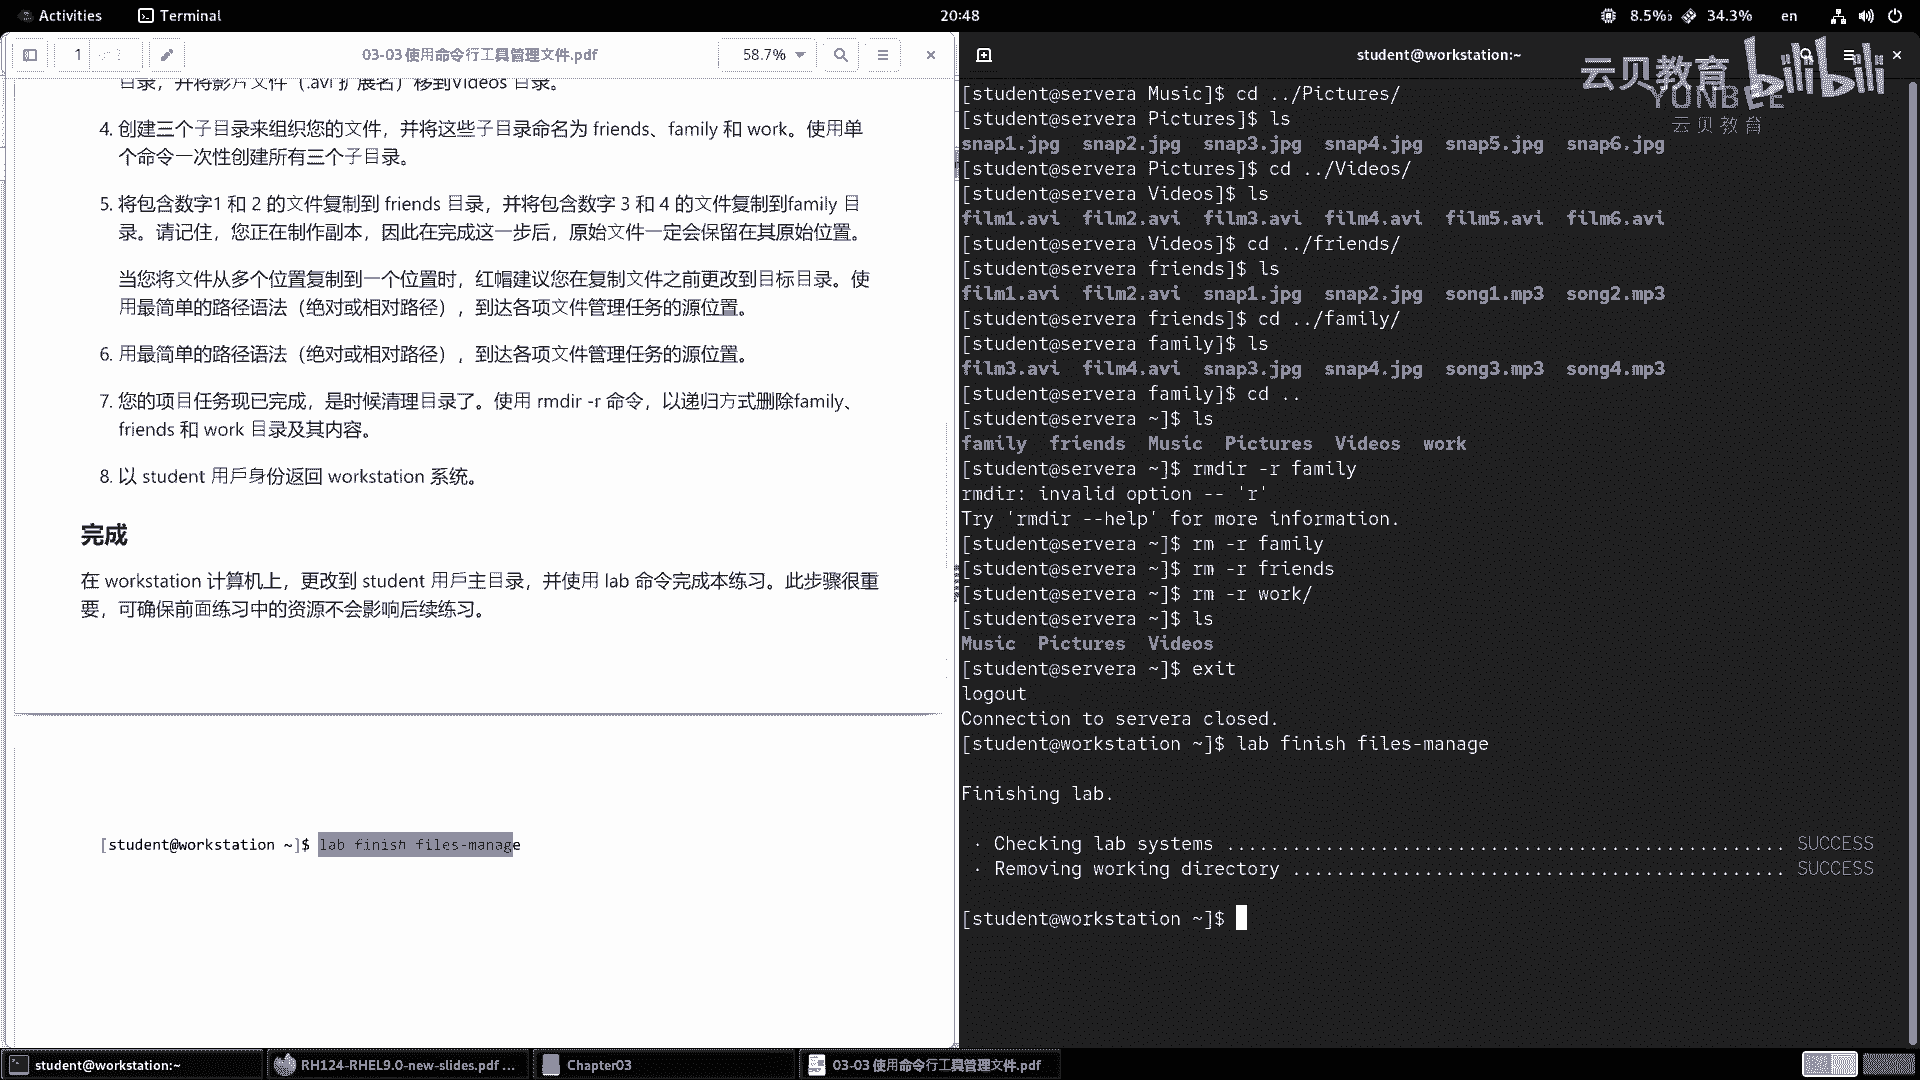 Activities
Terminal
20:48
8.5%
34.3%
en
1
03-03 使用命令行工具管理文件.pdf
58.7%
目录，并将影片文件（.avi 扩展名）移到Videos 目录。
4. 创建三个子目录来组织您的文件，并将这些子目录命名为 friends、family 和 work。使用单
个命令一次性创建所有三个子目录。
5. 将包含数字1 和 2 的文件复制到 friends 目录，并将包含数字 3 和 4 的文件复制到family 目
录。请记住，您正在制作副本，因此在完成这一步后，原始文件一定会保留在其原始位置。
当您将文件从多个位置复制到一个位置时，红帽建议您在复制文件之前更改到目标目录。使
用最简单的路径语法（绝对或相对路径），到达各项文件管理任务的源位置。
6. 用最简单的路径语法（绝对或相对路径），到达各项文件管理任务的源位置。
7. 您的项目任务现已完成，是时候清理目录了。使用 rmdir -r 命令，以递归方式删除family、
friends 和 work 目录及其内容。
8. 以 student 用戶身份返回 workstation 系统。
完成
在 workstation 计算机上，更改到 student 用戶主目录，并使用 lab 命令完成本练习。此步骤很重
要，可确保前面练习中的资源不会影响后续练习。
[student@workstation ~]$ lab finish files-manage
student@workstation:~
云贝教育
bilibili
YUNBEE
云贝教育
[student@servera Music]$ cd ../Pictures/
[student@servera Pictures]$ ls
snap1.jpg  snap2.jpg  snap3.jpg  snap4.jpg  snap5.jpg  snap6.jpg
[student@servera Pictures]$ cd ../Videos/
[student@servera Videos]$ ls
film1.avi  film2.avi  film3.avi  film4.avi  film5.avi  film6.avi
[student@servera Videos]$ cd ../friends/
[student@servera friends]$ ls
film1.avi  film2.avi  snap1.jpg  snap2.jpg  song1.mp3  song2.mp3
[student@servera friends]$ cd ../family/
[student@servera family]$ ls
film3.avi  film4.avi  snap3.jpg  snap4.jpg  song3.mp3  song4.mp3
[student@servera family]$ cd ..
[student@servera ~]$ ls
family  friends  Music  Pictures  Videos  work
[student@servera ~]$ rmdir -r family
rmdir: invalid option -- 'r'
Try 'rmdir --help' for more information.
[student@servera ~]$ rm -r family
[student@servera ~]$ rm -r friends
[student@servera ~]$ rm -r work/
[student@servera ~]$ ls
Music  Pictures  Videos
[student@servera ~]$ exit
logout
Connection to servera closed.
[student@workstation ~]$ lab finish files-manage
Finishing lab.
· Checking lab systems ................................................... SUCCESS
· Removing working directory ............................................. SUCCESS
[student@workstation ~]$
student@workstation:~
RH124-RHEL9.0-new-slides.pdf ...
Chapter03
03-03 使用命令行工具管理文件.pdf